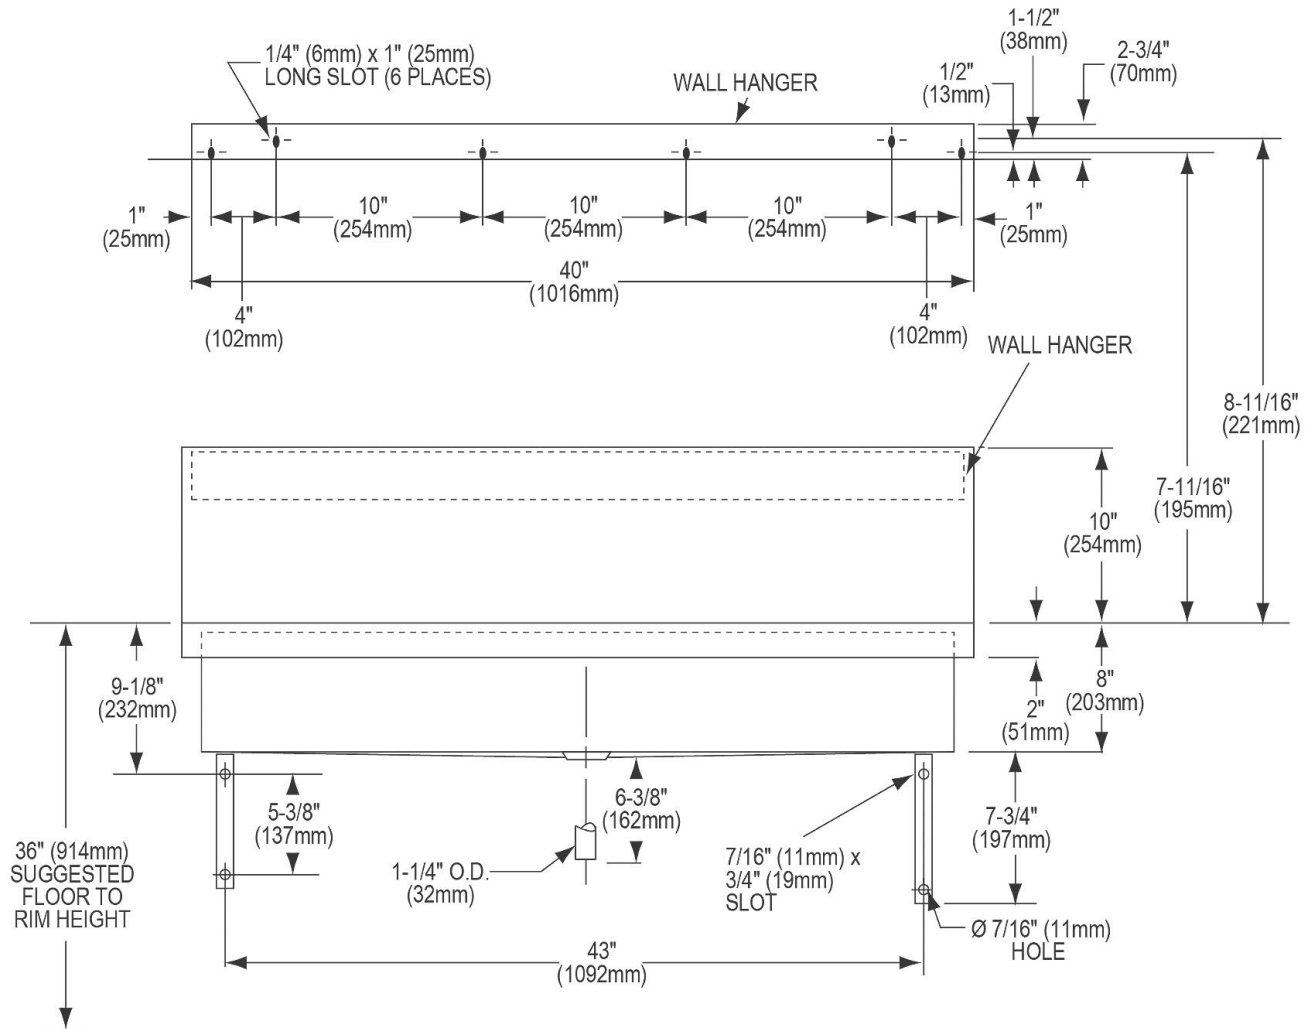 1-1/2"
(38mm)
2-3/4"
(70mm)
1/2"
(13mm)
1/4" (6mm) x 1" (25mm)
LONG SLOT (6 PLACES)
WALL HANGER
1"
(25mm)
10"
(254mm)
10"
(254mm)
10"
(254mm)
1"
(25mm)
40"
(1016mm)
4"
(102mm)
4"
(102mm)
WALL HANGER
8-11/16"
(221mm)
7-11/16"
(195mm)
10"
(254mm)
9-1/8"
(232mm)
8"
(203mm)
2"
(51mm)
5-3/8"
(137mm)
6-3/8"
(162mm)
7-3/4"
(197mm)
36" (914mm)
SUGGESTED
FLOOR TO
RIM HEIGHT
1-1/4" O.D.
(32mm)
7/16" (11mm) x
3/4" (19mm)
SLOT
Ø 7/16" (11mm)
HOLE
43"
(1092mm)